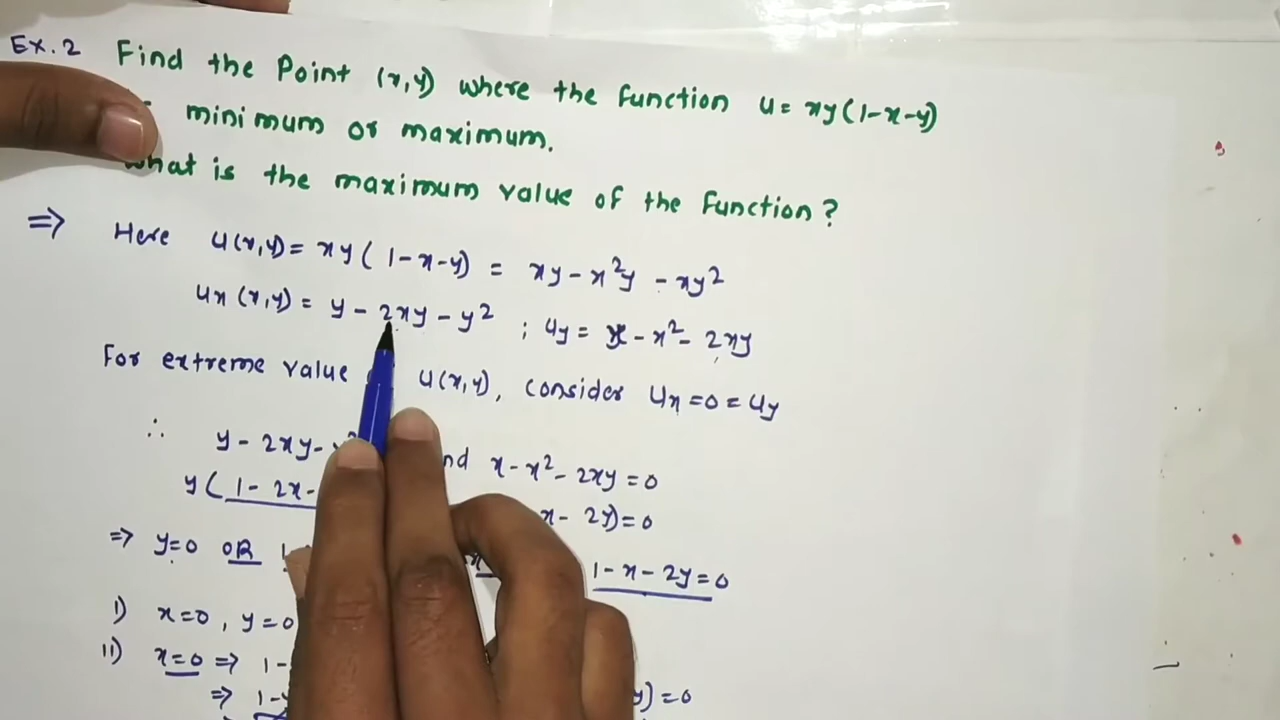 Ex.2 Find the Point (x,y) where the function u = xy(1-x-y)
minimum or maximum.
What is the maximum value of the function?
⇒ Here u(x,y) = xy(1-x-y) = xy - x²y - xy²
ux(x,y) = y - 2xy - y² ; uy = x - x² - 2xy
For extreme value u(x,y), consider ux = 0 = uy
∴ y - 2xy - x - x² - 2xy = 0
y(1 - 2x - x - 2y) = 0
⇒ y=0 OR 1-x-2y=0
i) x=0, y=0
ii) x=0 ⇒ 1-
⇒ 1-y y)=0